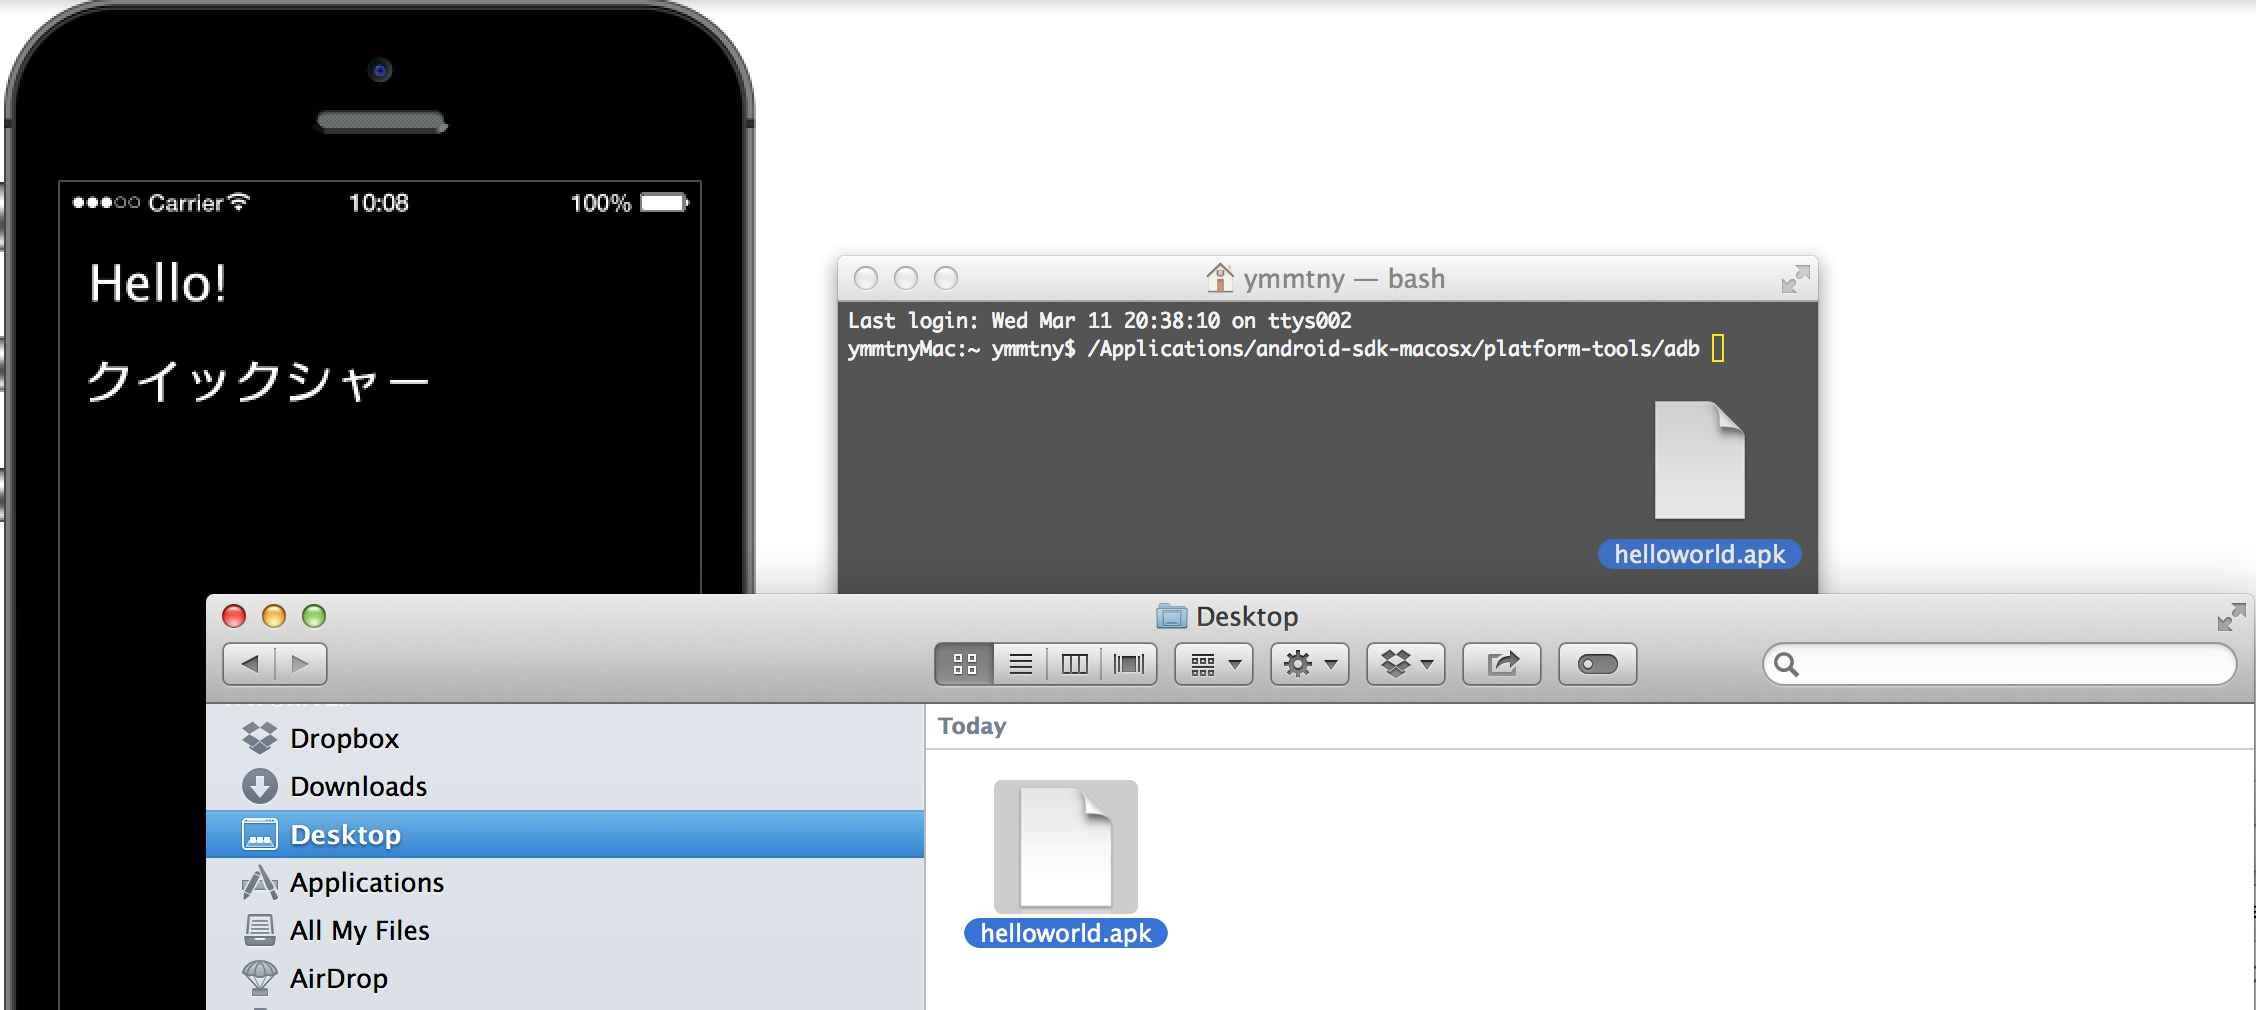 Carrier 10:08 100%
Hello!
クイックシャー
ymmtny — bash
Last login: Wed Mar 11 20:38:10 on ttys002
ymmtnyMac:~ ymmtny$ /Applications/android-sdk-macosx/platform-tools/adb
helloworld.apk
Desktop
Dropbox
Downloads
Desktop
Applications
All My Files
AirDrop
Today
helloworld.apk